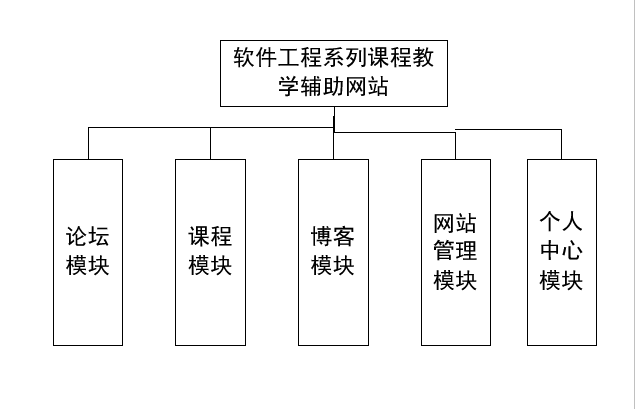 软件工程系列课程教
学辅助网站
论坛
模块
课程
模块
博客
模块
网站
管理
模块
个人
中心
模块